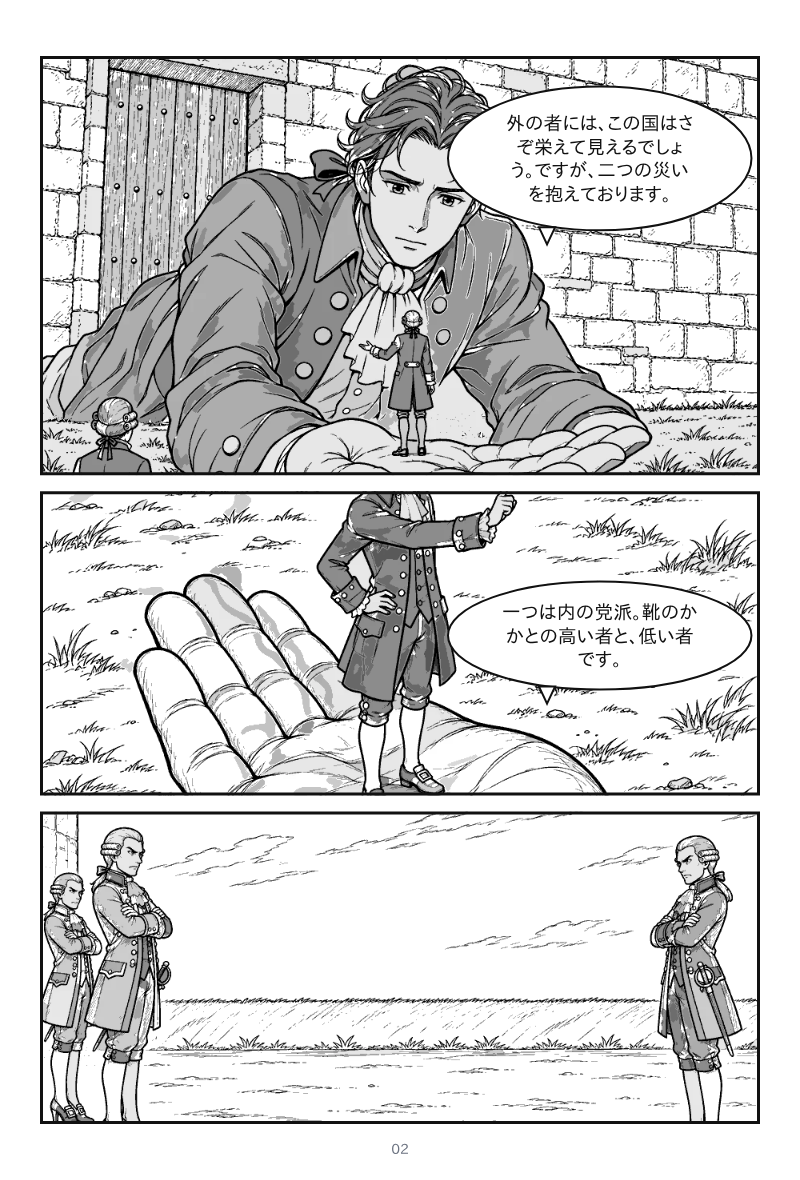 外の者には、この国はさ
ぞ栄えて見えるでしょ
う。ですが、二つの災い
を抱えております。
一つは内の党派。靴のか
かとの高い者と、低い者
です。
02